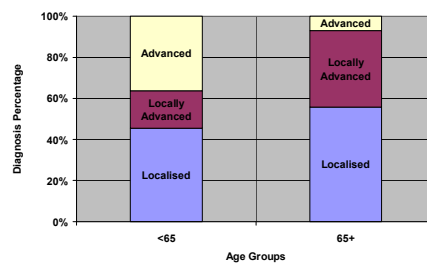 100%
80%
60%
40%
20%
0%
Diagnosis Percentage
Advanced
Locally
Advanced
Localised
Advanced
Locally
Advanced
Localised
<65
65+
Age Groups